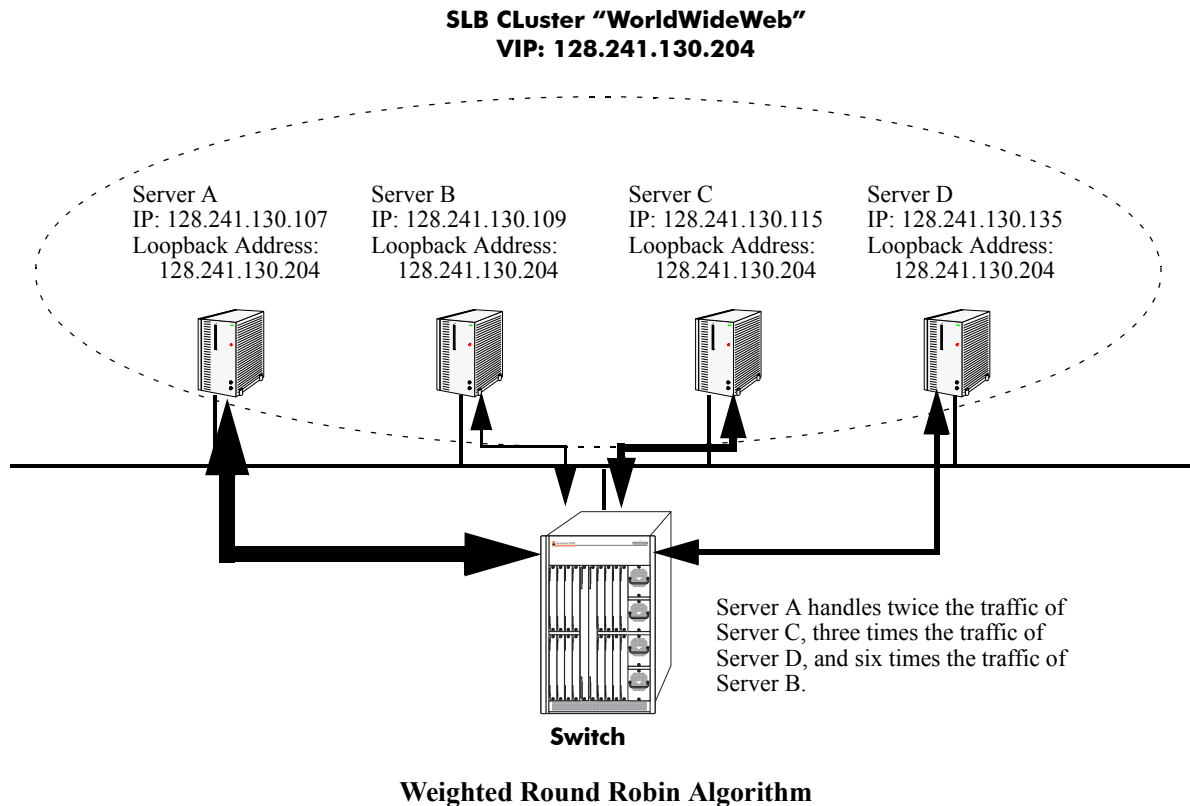 SLB CLuster “WorldWideWeb”
VIP: 128.241.130.204
Server A
IP: 128.241.130.107
Loopback Address:
128.241.130.204
Server B
IP: 128.241.130.109
Loopback Address:
128.241.130.204
Server C
IP: 128.241.130.115
Loopback Address:
128.241.130.204
Server D
IP: 128.241.130.135
Loopback Address:
128.241.130.204
Server A handles twice the traffic of
Server C, three times the traffic of
Server D, and six times the traffic of
Server B.
Switch
Weighted Round Robin Algorithm